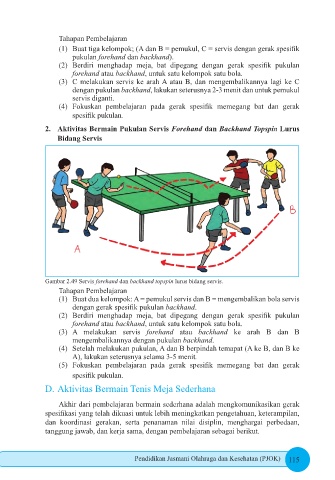 Tahapan Pembelajaran
(1) Buat tiga kelompok; (A dan B = pemukul, C = servis dengan gerak spesifik
pukulan forehand dan backhand).
(2) Berdiri menghadap meja, bat dipegang dengan gerak spesifik pukulan
forehand atau backhand, untuk satu kelompok satu bola.
(3) C melakukan servis ke arah A atau B, dan mengembalikannya lagi ke C
dengan pukulan backhand, lakukan seterusnya 2-3 menit dan untuk pemukul
servis diganti.
(4) Fokuskan pembelajaran pada gerak spesifik memegang bat dan gerak
spesifik pukulan.
2. Aktivitas Bermain Pukulan Servis Forehand dan Backhand Topspin Lurus
Bidang Servis
B
A
Gambar 2.49 Servis forehand dan backhand topspin lurus bidang servis.
Tahapan Pembelajaran
(1) Buat dua kelompok: A = pemukul servis dan B = mengembalikan bola servis
dengan gerak spesifik pukulan backhand.
(2) Berdiri menghadap meja, bat dipegang dengan gerak spesifik pukulan
forehand atau backhand, untuk satu kelompok satu bola.
(3) A melakukan servis forehand atau backhand ke arah B dan B
mengembalikannya dengan pukulan backhand.
(4) Setelah melakukan pukulan, A dan B berpindah temapat (A ke B, dan B ke
A), lakukan seterusnya selama 3-5 menit.
(5) Fokuskan pembelajaran pada gerak spesifik memegang bat dan gerak
spesifik pukulan.
D. Aktivitas Bermain Tenis Meja Sederhana
Akhir dari pembelajaran bermain sederhana adalah mengkomunikasikan gerak
spesifikasi yang telah dikuasi untuk lebih meningkatkan pengetahuan, keterampilan,
dan koordinasi gerakan, serta penanaman nilai disiplin, menghargai perbedaan,
tanggung jawab, dan kerja sama, dengan pembelajaran sebagai berikut.
Pendidikan Jasmani Olahraga dan Kesehatan (PJOK) 115